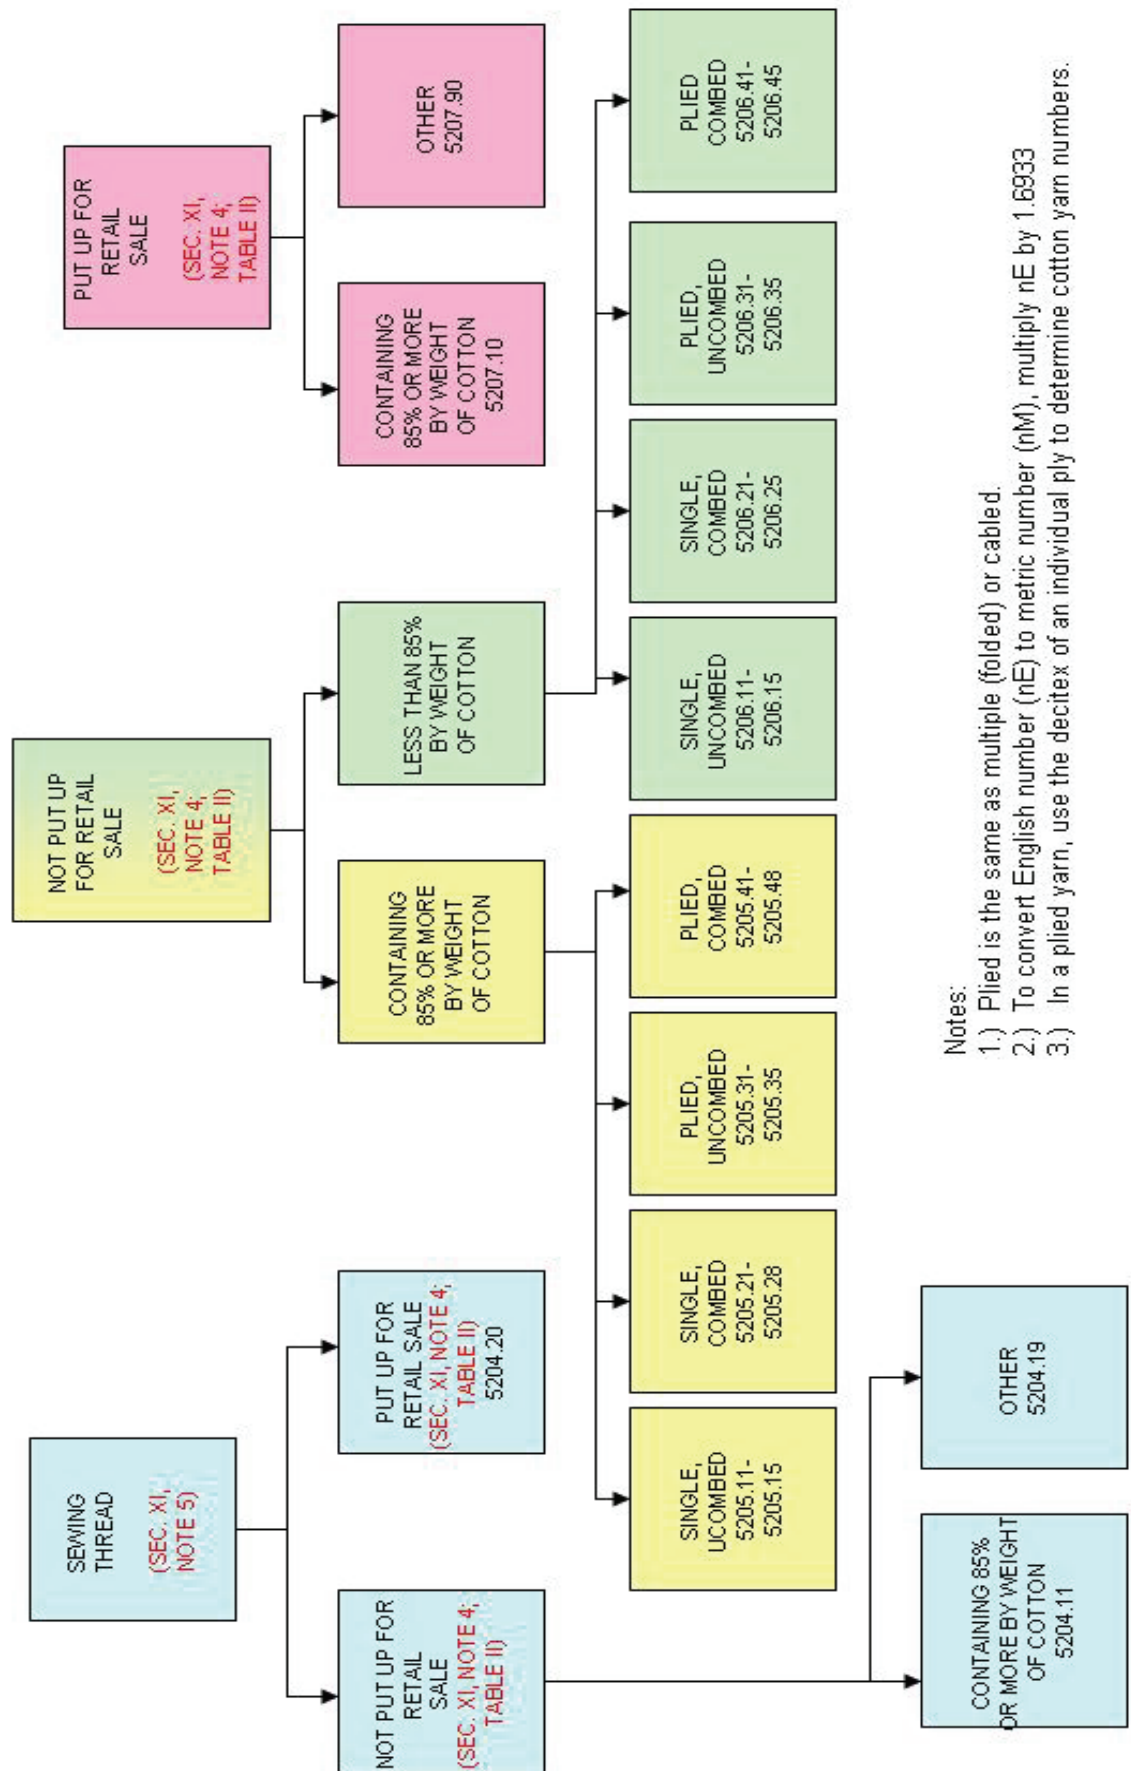 SEWING
THREAD
(SEC. XI,
NOTE 5)
NOT PUT UP
FOR RETAIL
SALE
(SEC. XI,
NOTE 4;
TABLE II)
PUT UP FOR
RETAIL
SALE
(SEC. XI,
NOTE 4;
TABLE II)
NOT PUT UP FOR
RETAIL
SALE
(SEC. XI, NOTE 4;
TABLE II)
PUT UP FOR
RETAIL SALE
(SEC. XI, NOTE 4;
TABLE II)
5204.20
CONTAINING
85% OR MORE
BY WEIGHT
OF COTTON
LESS THAN 85%
BY WEIGHT
OF COTTON
CONTAINING
85% OR MORE
BY WEIGHT
OF COTTON
5207.10
OTHER
5207.90
SINGLE,
UCOMBED
5205.11-
5205.15
SINGLE,
COMBED
5205.21-
5205.28
PLIED,
UNCOMBED
5205.31-
5205.35
PLIED,
COMBED
5205.41-
5205.48
SINGLE,
UNCOMBED
5206.11-
5206.15
SINGLE,
COMBED
5206.21-
5206.25
PLIED,
UNCOMBED
5206.31-
5206.35
PLIED
COMBED
5206.41-
5206.45
CONTAINING 85%
OR MORE BY WEIGHT
OF COTTON
5204.11
OTHER
5204.19
Notes:
1.) Plied is the same as multiple (folded) or cabled.
2.) To convert English number (nE) to metric number (nM), multiply nE by 1.6933
3.) In a plied yarn, use the decitex of an individual ply to determine cotton yarn numbers.